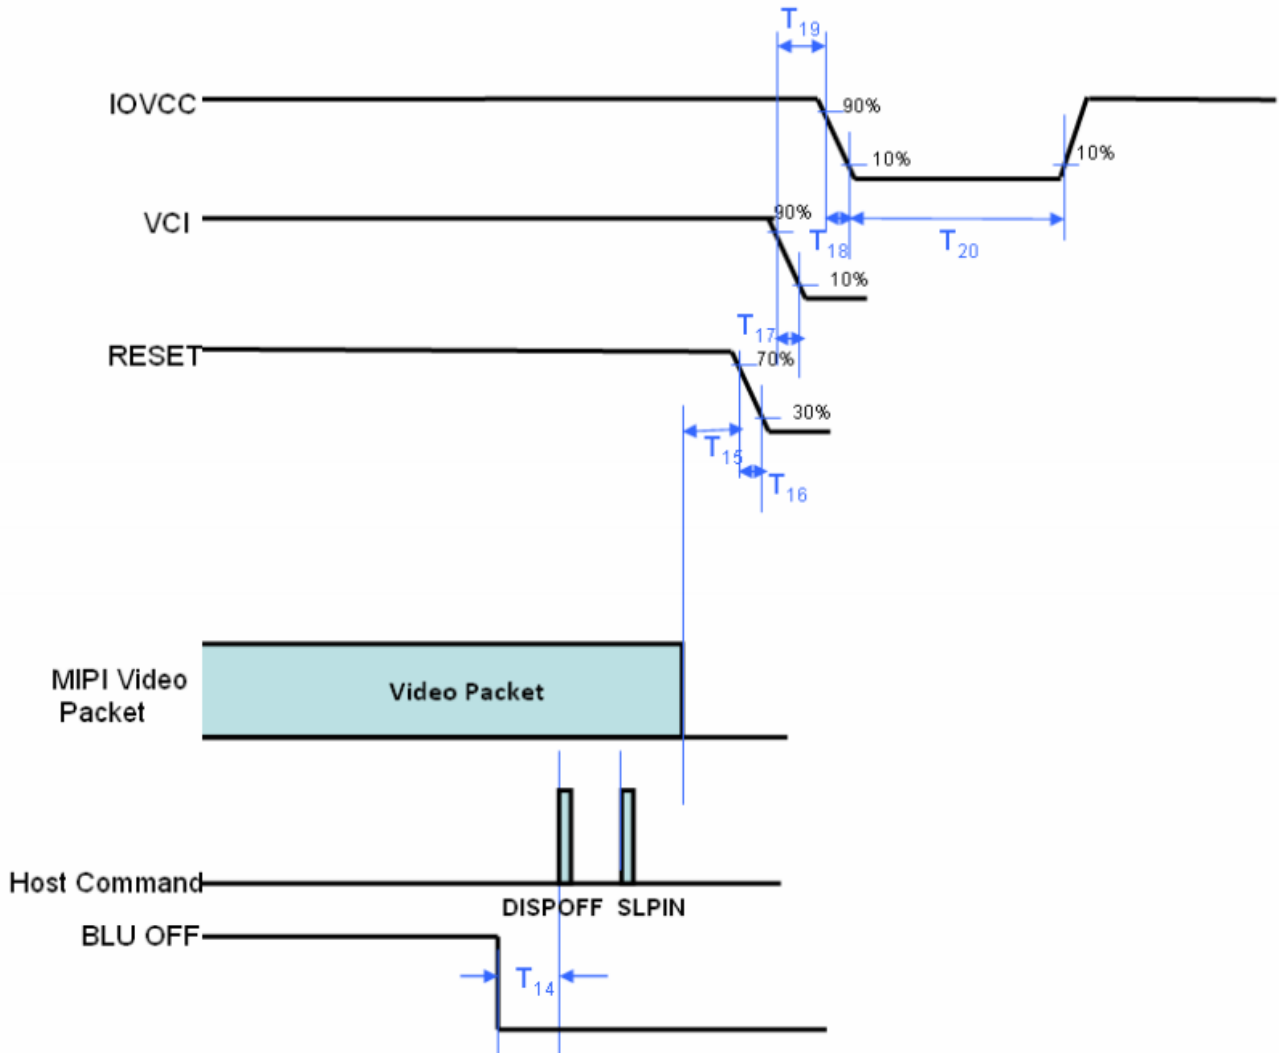 T19
IOVCC
90%
10%
10%
VCI
90%
T18
T20
10%
T17
RESET
70%
30%
T15
T16
MIPI Video
Packet
Video Packet
Host Command
DISPOFF SLPIN
BLU OFF
T14